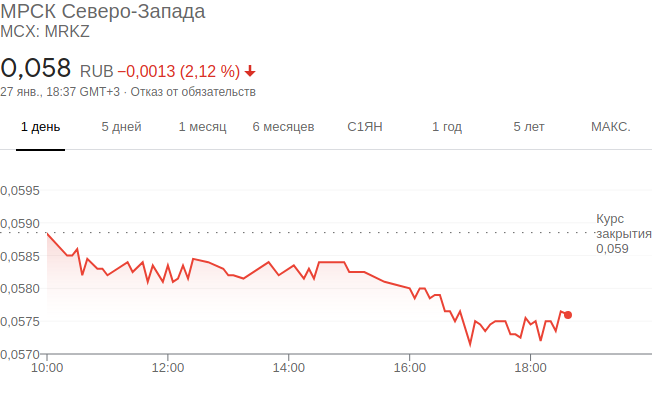 МРСК Северо-Запада
MCX: MRKZ
0,058 RUB −0,0013 (2,12 %)
27 янв., 18:37 GMT+3 · Отказ от обязательств
1 день 5 дней 1 месяц 6 месяцев С1ЯН 1 год 5 лет МАКС.
0,0595
0,0590
Курс
закрытия
0,059
0,0585
0,0580
0,0575
0,0570
10:00 12:00 14:00 16:00 18:00